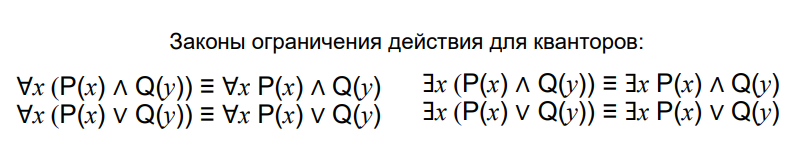 Законы ограничения действия для кванторов:
∀x (P(x) ∧ Q(y)) ≡ ∀x P(x) ∧ Q(y)
∀x (P(x) ∨ Q(y)) ≡ ∀x P(x) ∨ Q(y)
∃x (P(x) ∧ Q(y)) ≡ ∃x P(x) ∧ Q(y)
∃x (P(x) ∨ Q(y)) ≡ ∃x P(x) ∨ Q(y)